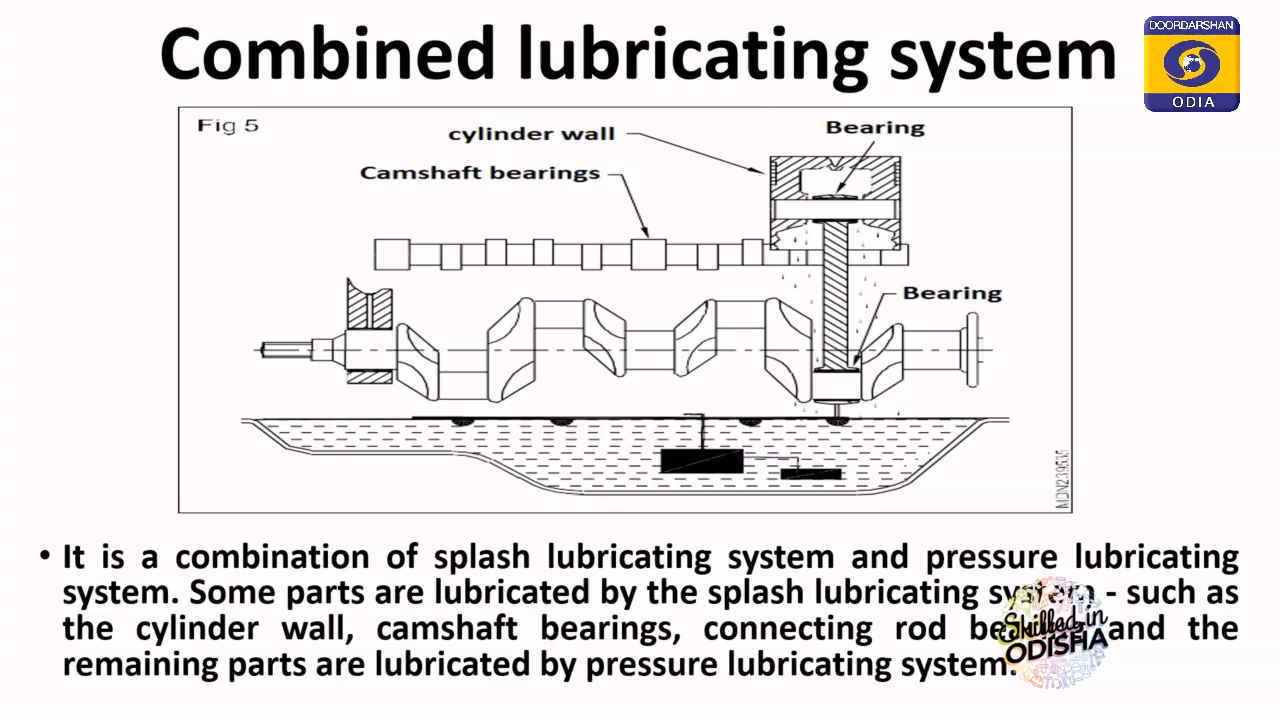 Combined lubricating system
DOORDARSHAN
ODIA
Fig 5
cylinder wall
Bearing
Camshaft bearings
Bearing
• It is a combination of splash lubricating system and pressure lubricating
system. Some parts are lubricated by the splash lubricating system - such as
the cylinder wall, camshaft bearings, connecting rod and the
remaining parts are lubricated by pressure lubricating system.
Skilled in
ODISHA